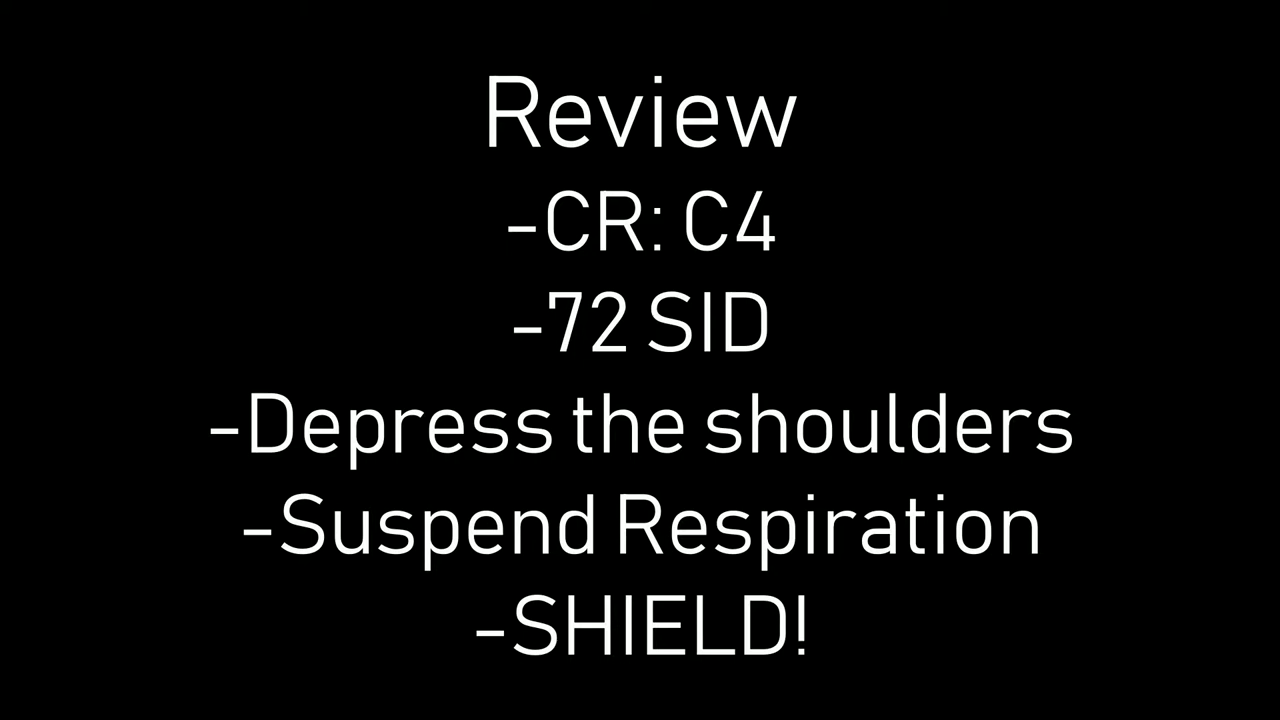 Review
-CR: C4
-72 SID
-Depress the shoulders
-Suspend Respiration
-SHIELD!